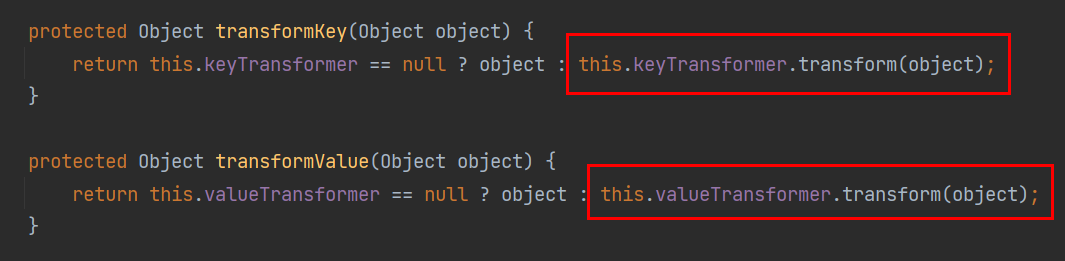 protected Object transformKey(Object object) {
return this.keyTransformer == null ? object : this.keyTransformer.transform(object);
}
protected Object transformValue(Object object) {
return this.valueTransformer == null ? object : this.valueTransformer.transform(object);
}